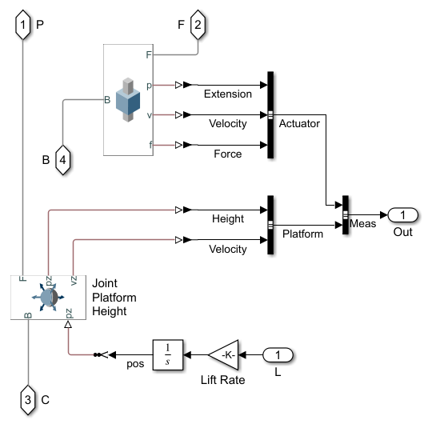 1 P
F 2
F
p
Extension
B
v
Velocity
Actuator
f
Force
B 4
Height
Meas
1
Out
Velocity
Platform
F
pz
vz
Joint
Platform
Height
B
pz
pos
1
s
-K-
Lift Rate
1
L
3 C